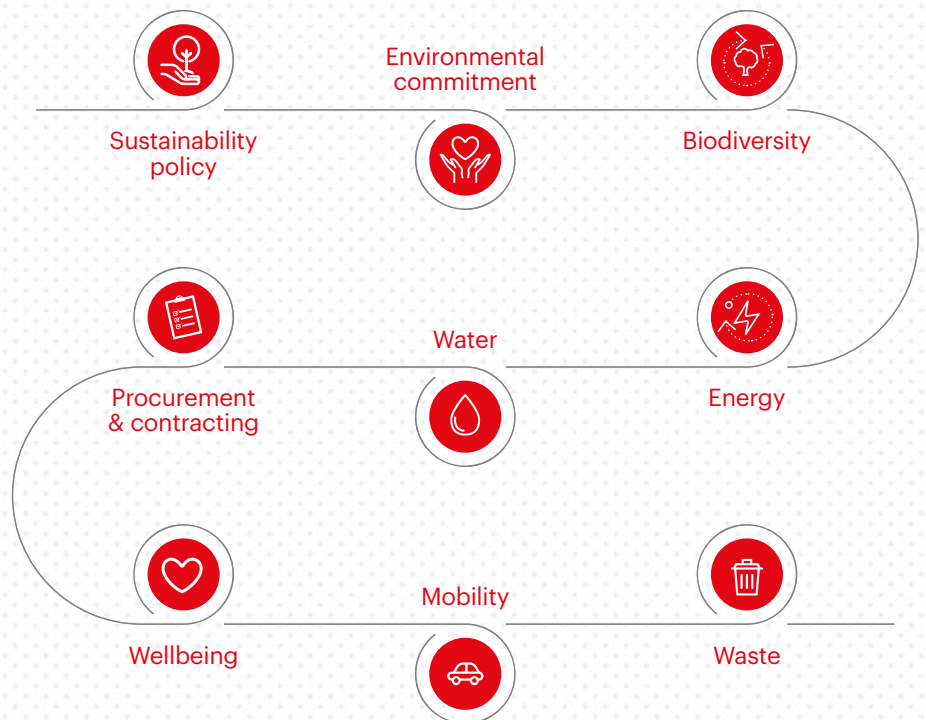 Environmental
commitment
Sustainability
policy
Biodiversity
Water
Procurement
& contracting
Energy
Mobility
Wellbeing
Waste